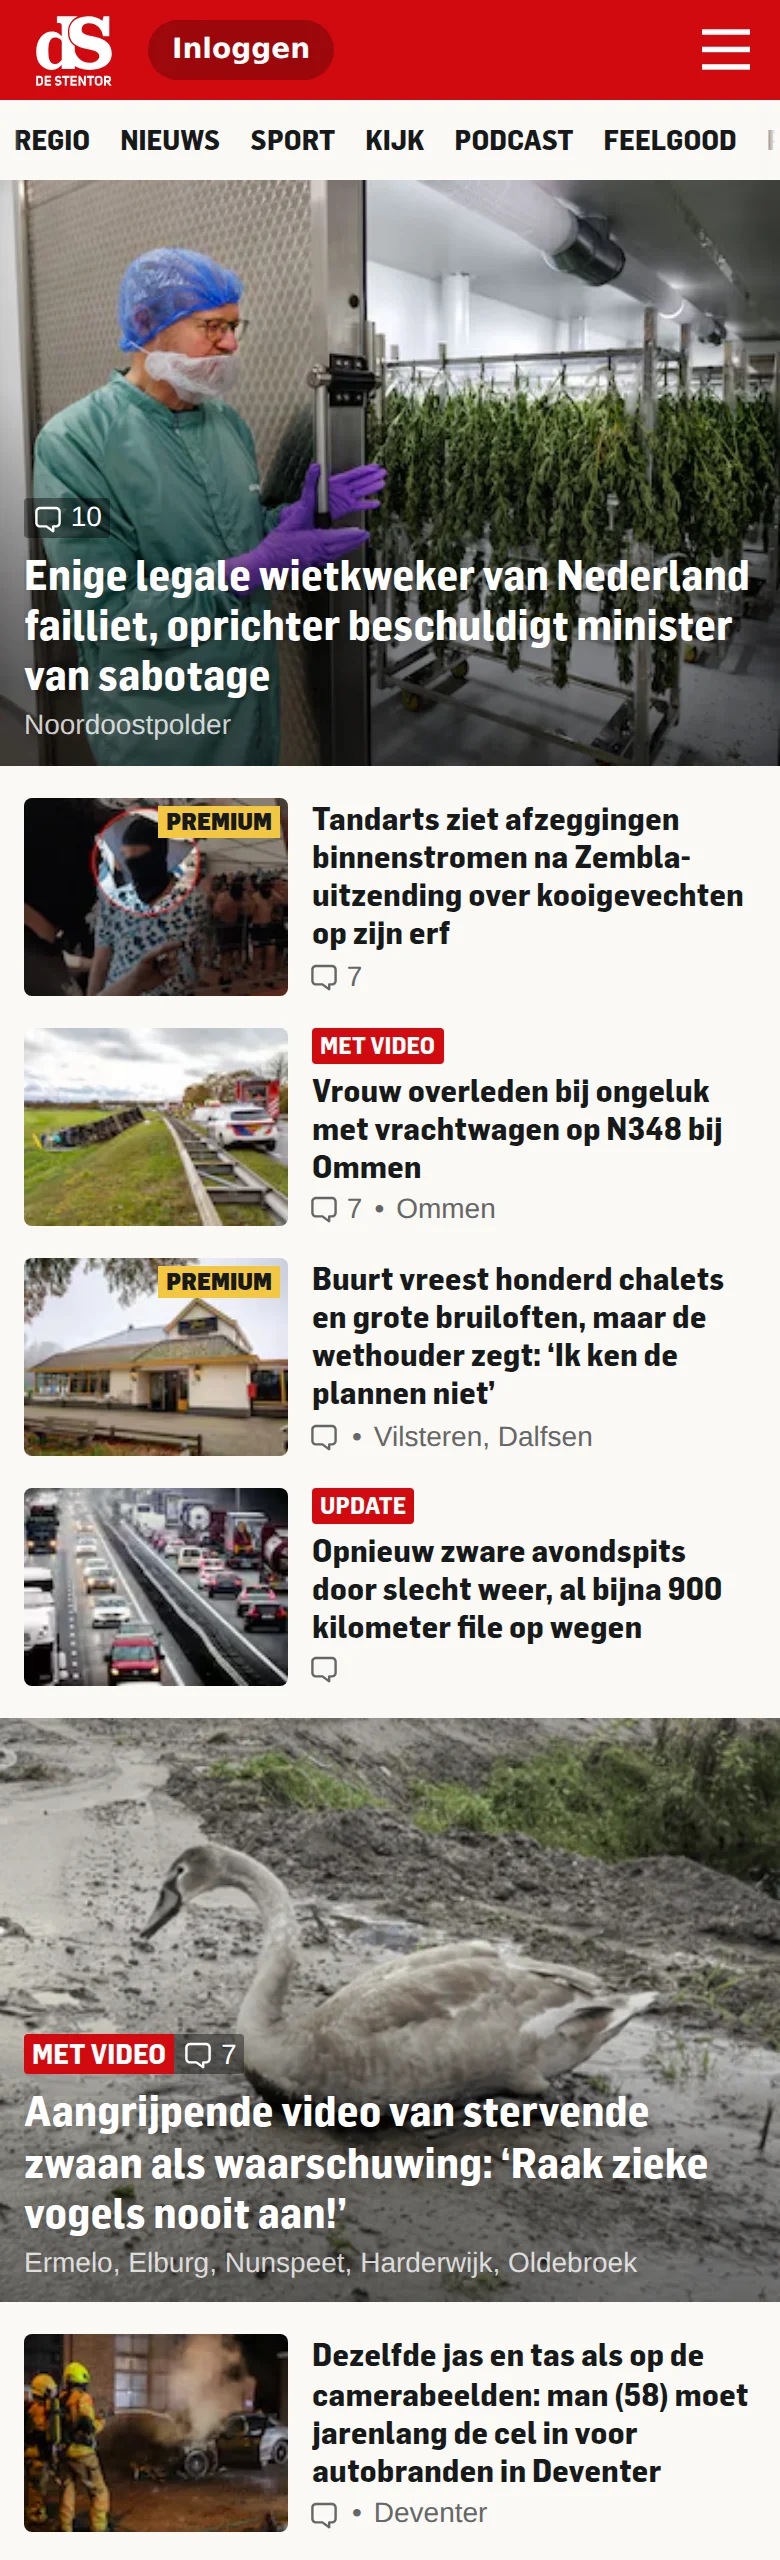 dS
DE STENTOR
Inloggen
REGIO NIEUWS SPORT KIJK PODCAST FEELGOOD
10
Enige legale wietkweker van Nederland
failliet, oprichter beschuldigt minister
van sabotage
Noordoostpolder
PREMIUM
Tandarts ziet afzeggingen
binnenstromen na Zembla-
uitzending over kooigevechten
op zijn erf
7
MET VIDEO
Vrouw overleden bij ongeluk
met vrachtwagen op N348 bij
Ommen
7 • Ommen
PREMIUM
Buurt vreest honderd chalets
en grote bruiloften, maar de
wethouder zegt: ‘Ik ken de
plannen niet’
• Vilsteren, Dalfsen
UPDATE
Opnieuw zware avondspits
door slecht weer, al bijna 900
kilometer file op wegen
MET VIDEO 7
Aangrijpende video van stervende
zwaan als waarschuwing: ‘Raak zieke
vogels nooit aan!’
Ermelo, Elburg, Nunspeet, Harderwijk, Oldebroek
Dezelfde jas en tas als op de
camerabeelden: man (58) moet
jarenlang de cel in voor
autobranden in Deventer
• Deventer